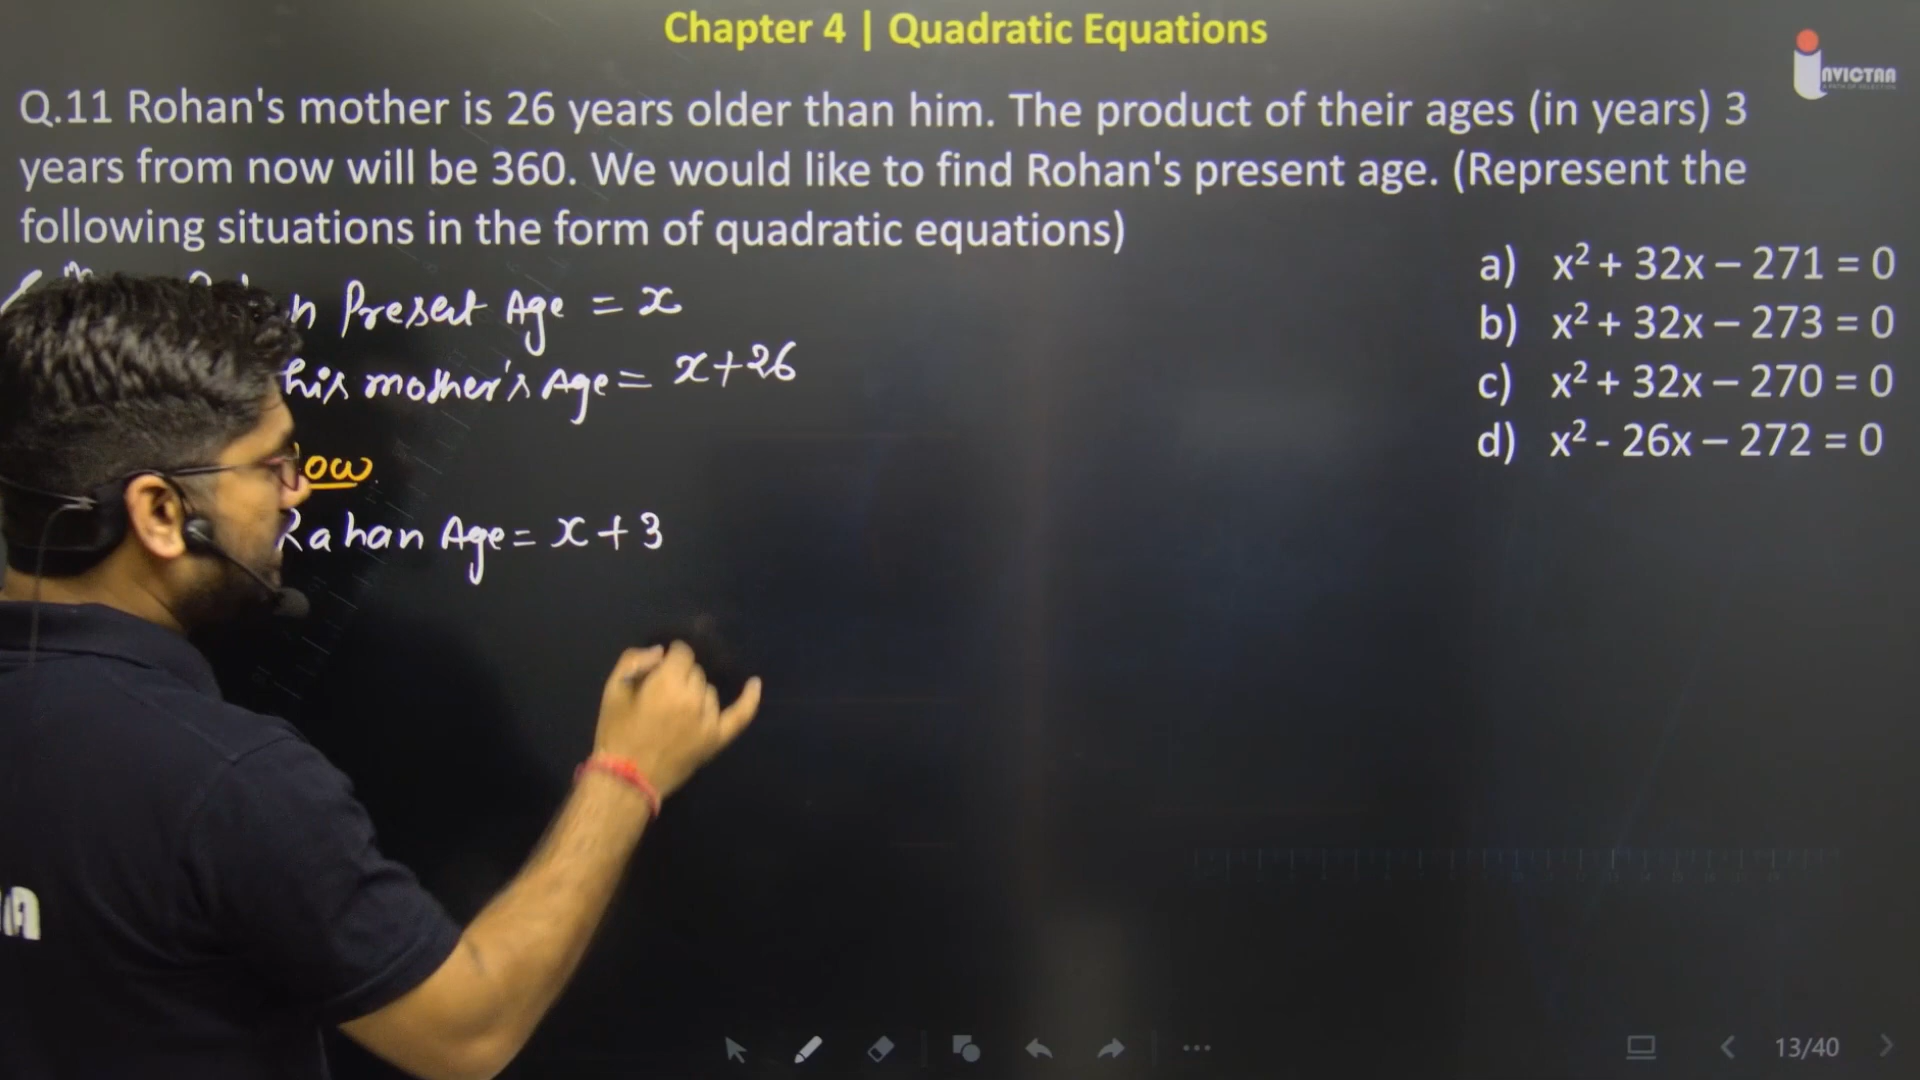 Chapter 4 | Quadratic Equations
NVICTAA
Q.11 Rohan's mother is 26 years older than him. The product of their ages (in years) 3
years from now will be 360. We would like to find Rohan's present age. (Represent the
following situations in the form of quadratic equations)
a) x² + 32x – 271 = 0
b) x² + 32x – 273 = 0
c) x² + 32x – 270 = 0
d) x² - 26x – 272 = 0
Present Age = x
his mother's Age = x+26
Rahan Age = x + 3
13/40